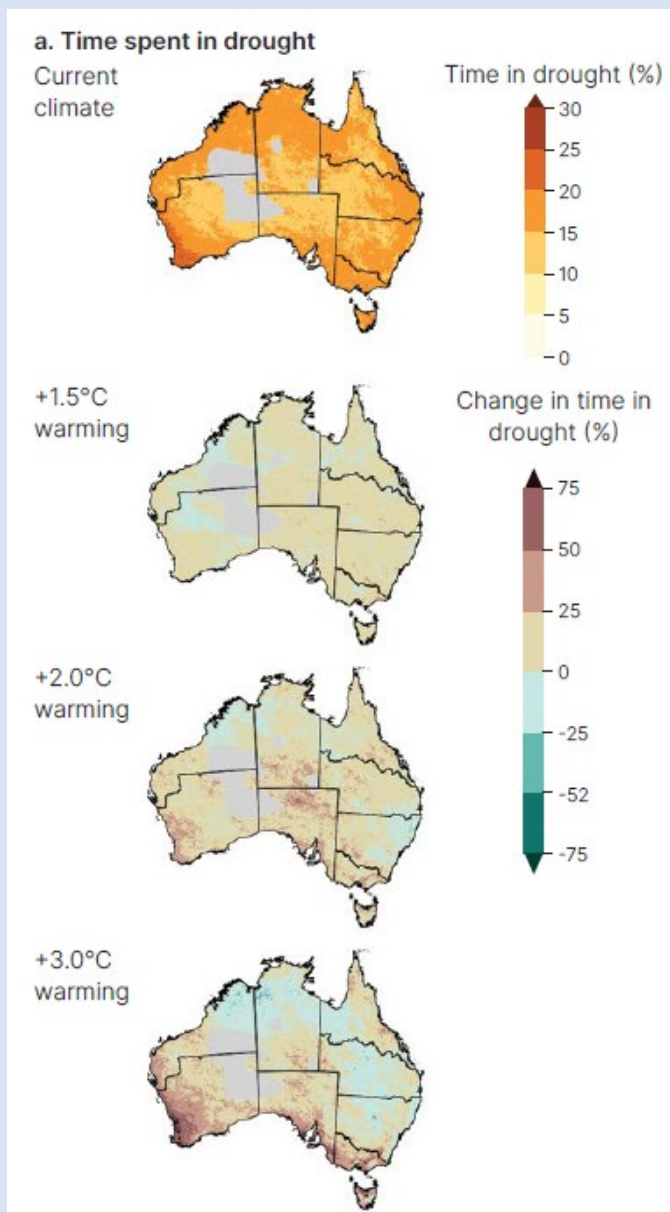 a. Time spent in drought
Current
climate
Time in drought (%)
30
25
20
15
10
5
0
+1.5°C
warming
Change in time in
drought (%)
75
50
25
0
-25
-52
-75
+2.0°C
warming
+3.0°C
warming